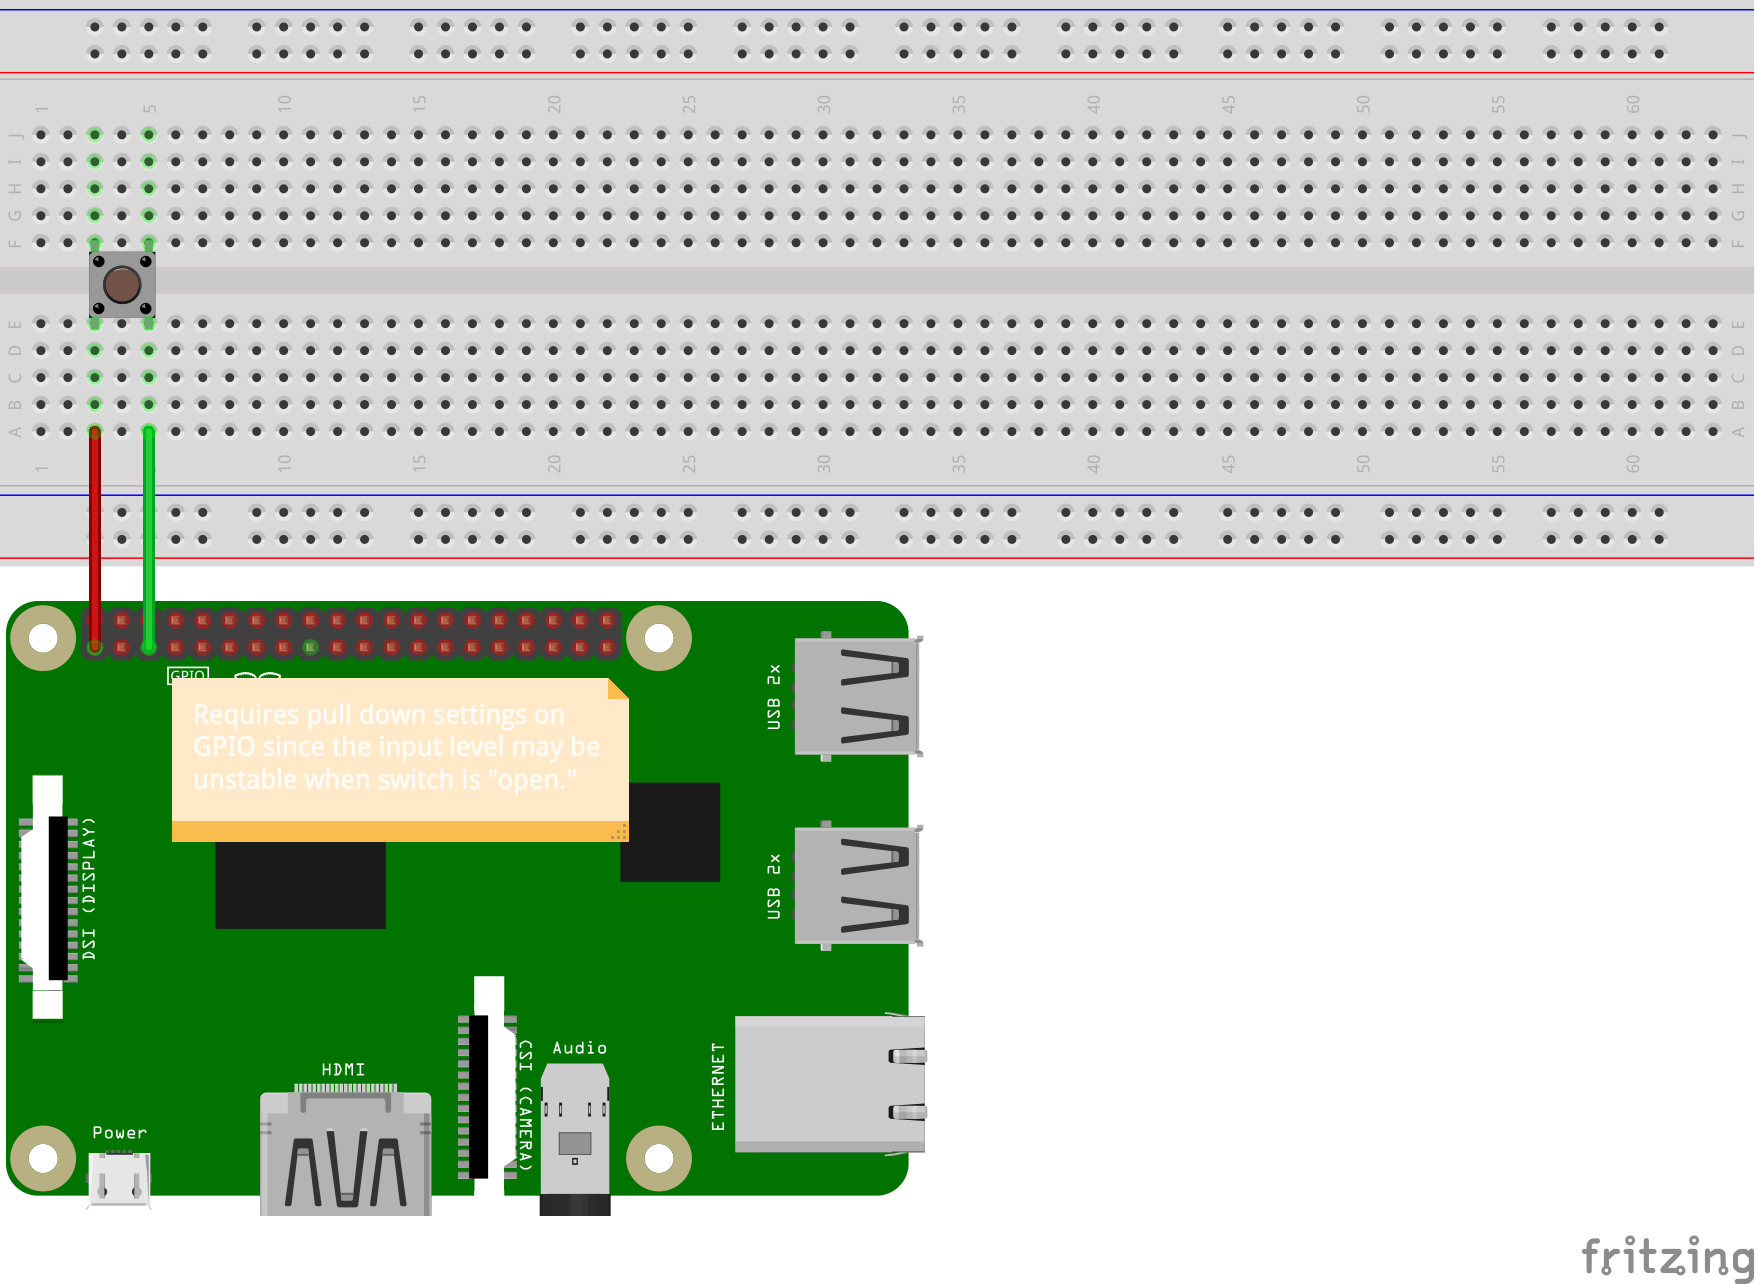 1 5 10 15 20 25 30 35 40 45 50 55 60
J J
I I
H H
G G
F F
E E
D D
C C
B B
A A
1 10 15 20 25 30 35 40 45 50 55 60
GPIO
Requires pull down settings on
GPIO since the input level may be
unstable when switch is "open."
USB 2x
USB 2x
DSI (DISPLAY)
CSI (CAMERA)
Audio
ETHERNET
HDMI
Power
fritzing